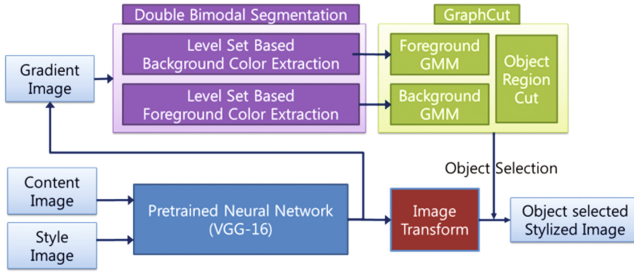 Double Bimodal Segmentation
GraphCut
Level Set Based
Background Color Extraction
Foreground
GMM
Object
Region
Cut
Gradient
Image
Level Set Based
Foreground Color Extraction
Background
GMM
Object Selection
Content
Image
Style
Image
Pretrained Neural Network
(VGG-16)
Image
Transform
Object selected
Stylized Image